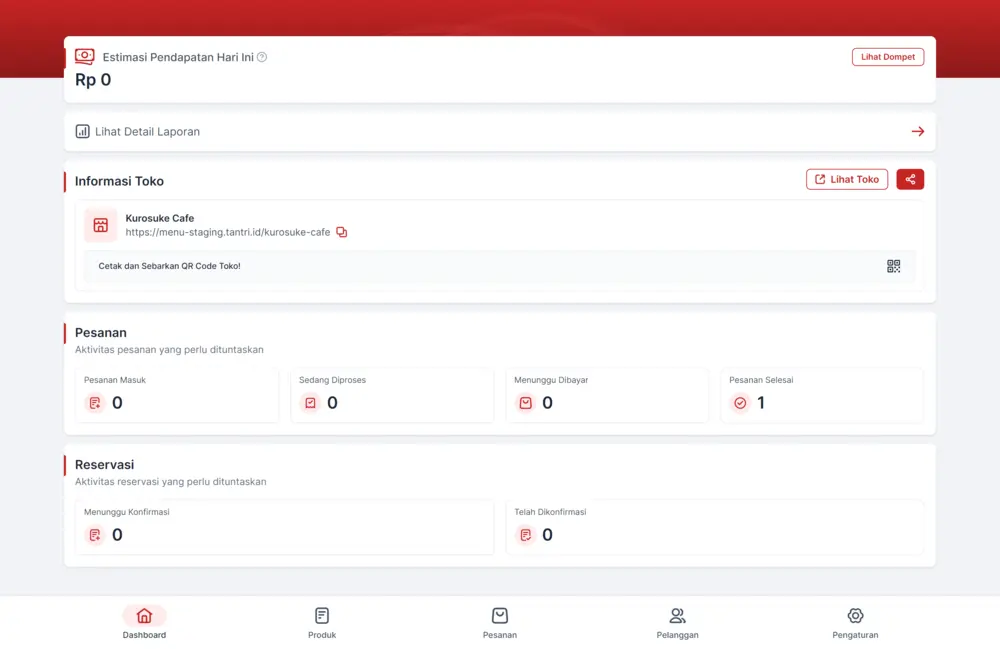 Estimasi Pendapatan Hari Ini
Lihat Dompet
Rp 0
Lihat Detail Laporan
Informasi Toko
Lihat Toko
Kurosuke Cafe
https://menu-staging.tantri.id/kurosuke-cafe
Cetak dan Sebarkan QR Code Toko!
Pesanan
Aktivitas pesanan yang perlu dituntaskan
Pesanan Masuk
0
Sedang Diproses
0
Menunggu Dibayar
0
Pesanan Selesai
1
Reservasi
Aktivitas reservasi yang perlu dituntaskan
Menunggu Konfirmasi
0
Telah Dikonfirmasi
0
Dashboard
Produk
Pesanan
Pelanggan
Pengaturan